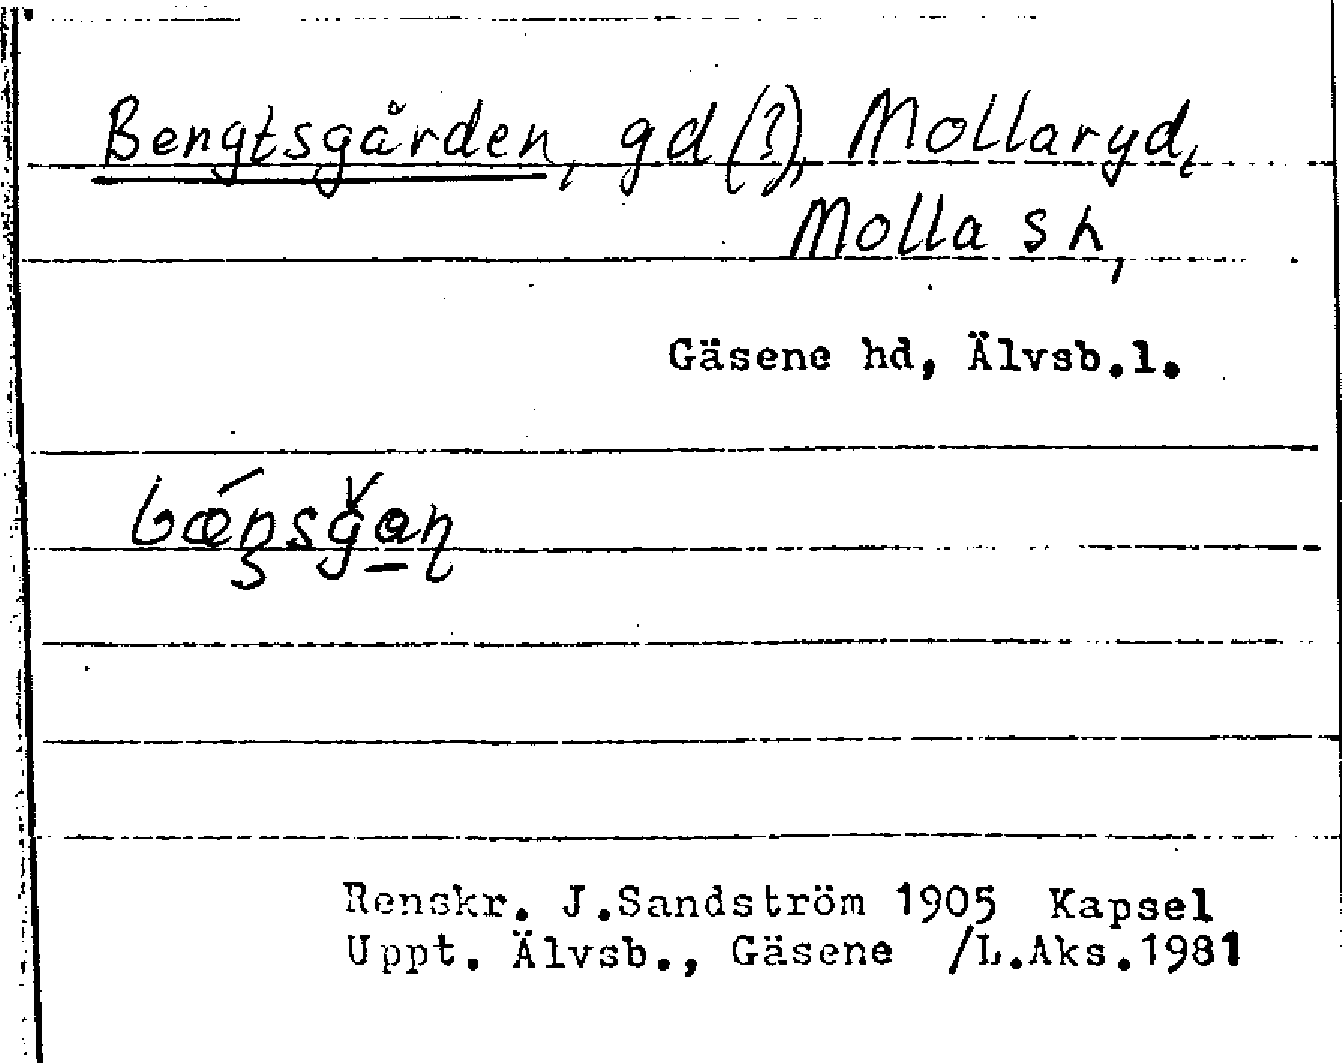 Bengtsgården, gd (?), Mollaryd,
Molla sn,
Gäsene hd, Älvsb.l.
Renskr. J.Sandström 1905 Kapsel
Uppt. Älvsb., Gäsene /L.Aks.1981